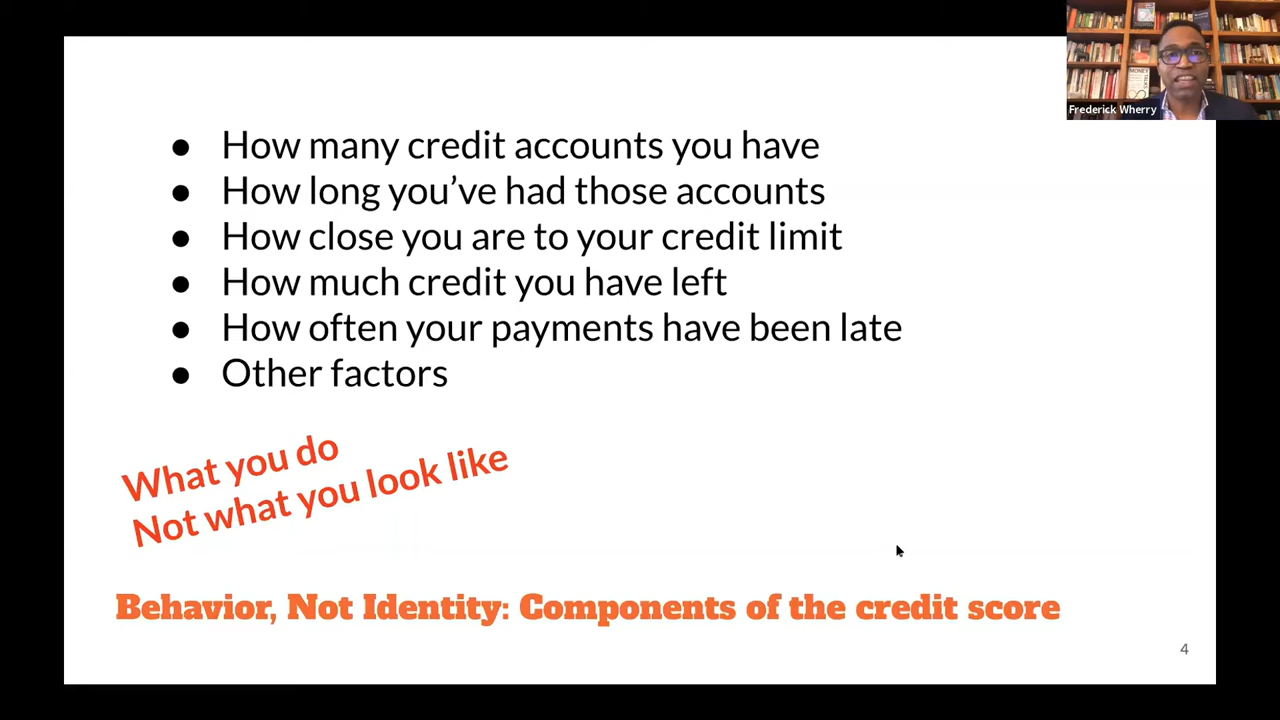 Frederick Wherry
● How many credit accounts you have
● How long you’ve had those accounts
● How close you are to your credit limit
● How much credit you have left
● How often your payments have been late
● Other factors
What you do
Not what you look like
Behavior, Not Identity: Components of the credit score
4